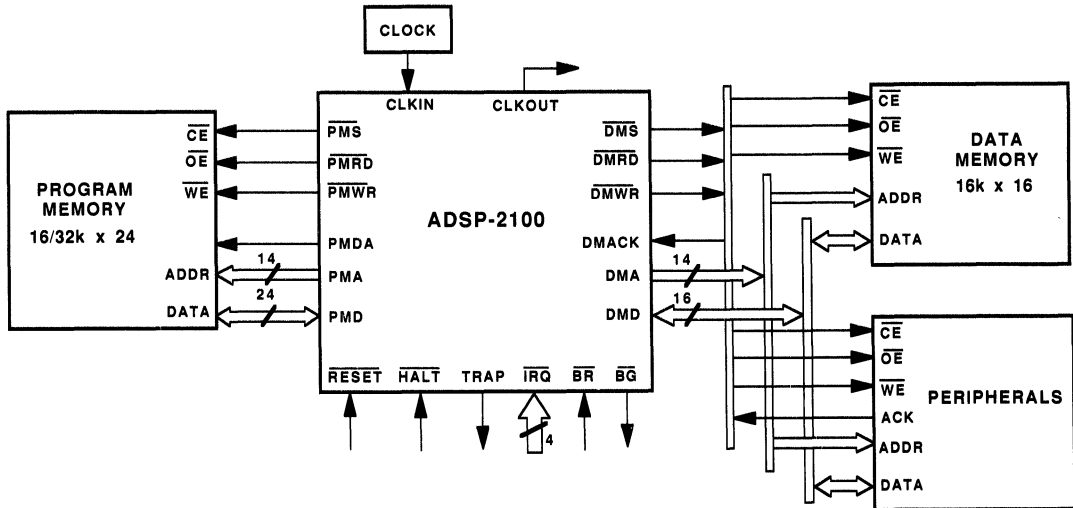 CLOCK
CLKIN
CLKOUT
PROGRAM
MEMORY
16/32k x 24
CE
OE
WE
ADDR
DATA
14
24
PMS
PMRD
PMWR
PMDA
PMA
PMD
ADSP-2100
DMS
DMRD
DMWR
DMACK
DMA
DMD
14
16
RESET
HALT
TRAP
IRQ
BR
BG
4
CE
OE
WE
ADDR
DATA
DATA
MEMORY
16k x 16
CE
OE
WE
ACK
ADDR
DATA
PERIPHERALS